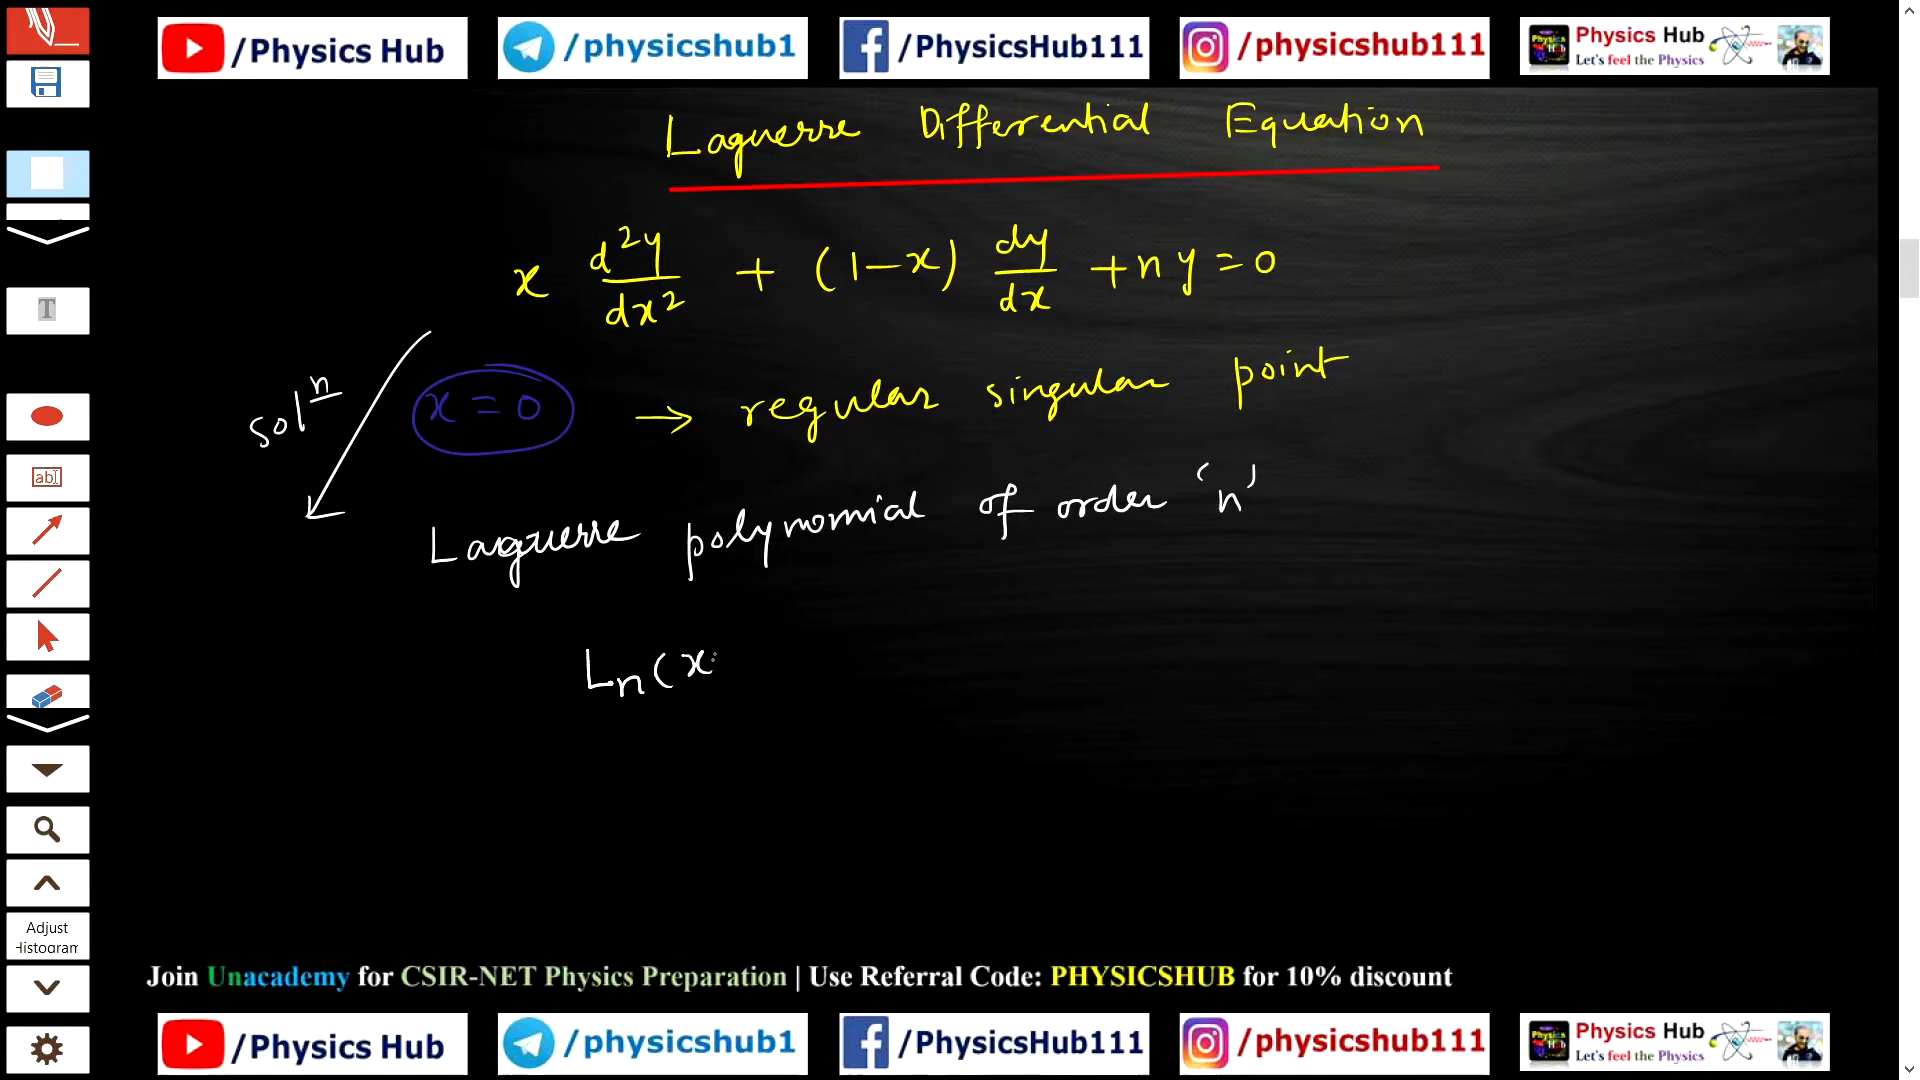 /Physics Hub /physicshub1 /PhysicsHub111 /physicshub111 Physics Hub
Let's feel the Physics
Laguerre Differential Equation
x d²y/dx² + (1-x) dy/dx + ny = 0
solⁿ
x = 0 → regular singular point
Laguerre polynomial of order 'n'
Lₙ(x
T
ab
Adjust
Histogram
Join Unacademy for CSIR-NET Physics Preparation | Use Referral Code: PHYSICSHUB for 10% discount
/Physics Hub /physicshub1 /PhysicsHub111 /physicshub111 Physics Hub
Let's feel the Physics